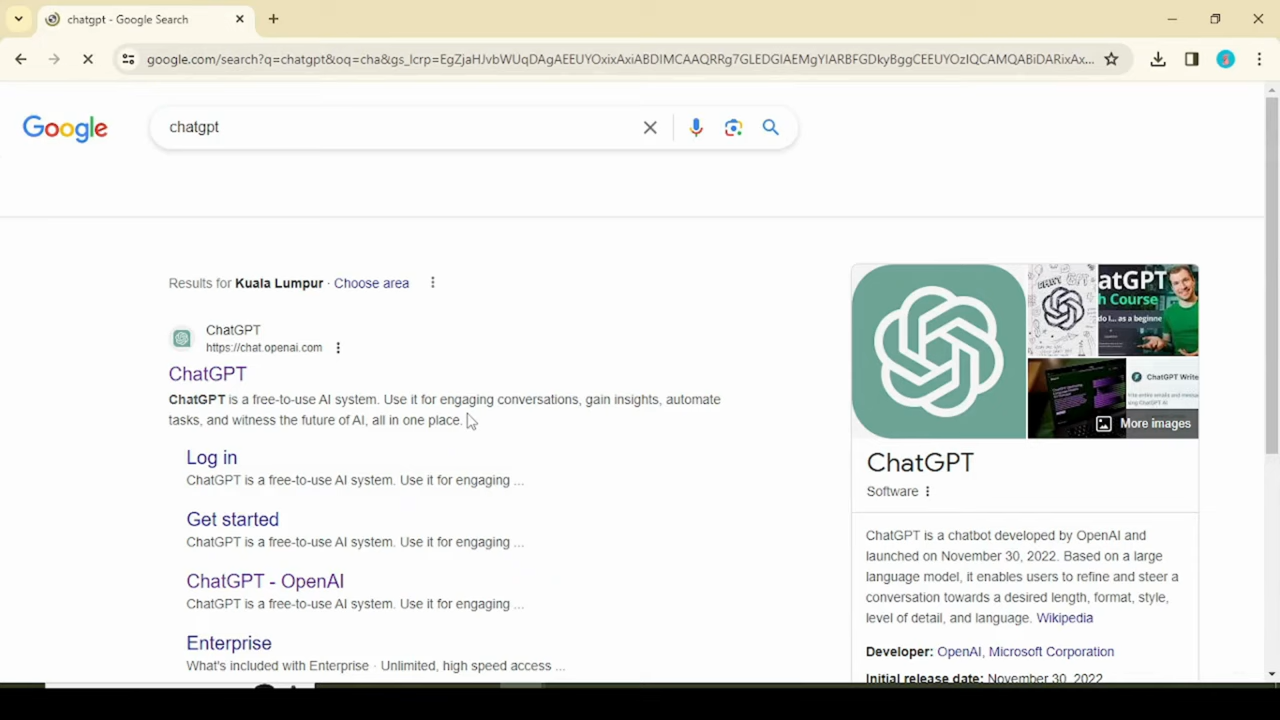 chatgpt - Google Search
google.com/search?q=chatgpt&oq=cha&gs_lcrp=EgZjaHJvbWUqDAgAEEUYOxixAxiABDIMCAAQRRg7GLEDGIAEMgYIARBFGDkyBggCEEUYOzIQCAMQABiDARixAx...
Google
chatgpt
Results for Kuala Lumpur · Choose area
ChatGPT
https://chat.openai.com
ChatGPT
ChatGPT is a free-to-use AI system. Use it for engaging conversations, gain insights, automate
tasks, and witness the future of AI, all in one place.
Log in
ChatGPT is a free-to-use AI system. Use it for engaging ...
Get started
ChatGPT is a free-to-use AI system. Use it for engaging ...
ChatGPT - OpenAI
ChatGPT is a free-to-use AI system. Use it for engaging ...
Enterprise
What's included with Enterprise · Unlimited, high speed access ...
atGPT
Course
do I... as a beginne
ChatGPT Write
More images
ChatGPT
Software
ChatGPT is a chatbot developed by OpenAI and
launched on November 30, 2022. Based on a large
language model, it enables users to refine and steer a
conversation towards a desired length, format, style,
level of detail, and language. Wikipedia
Developer: OpenAI, Microsoft Corporation
Initial release date: November 30, 2022